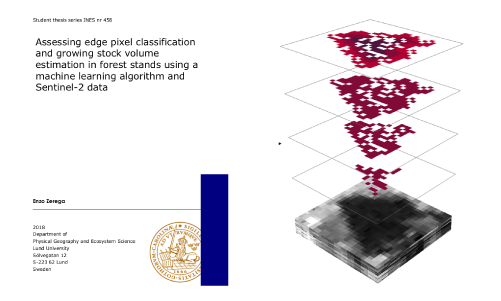 Student thesis series INES nr 458
Assessing edge pixel classification
and growing stock volume
estimation in forest stands using a
machine learning algorithm and
Sentinel-2 data
Enzo Zerega
2018
Department of
Physical Geography and Ecosystem Science
Lund University
Sölvegatan 12
S-223 62 Lund
Sweden